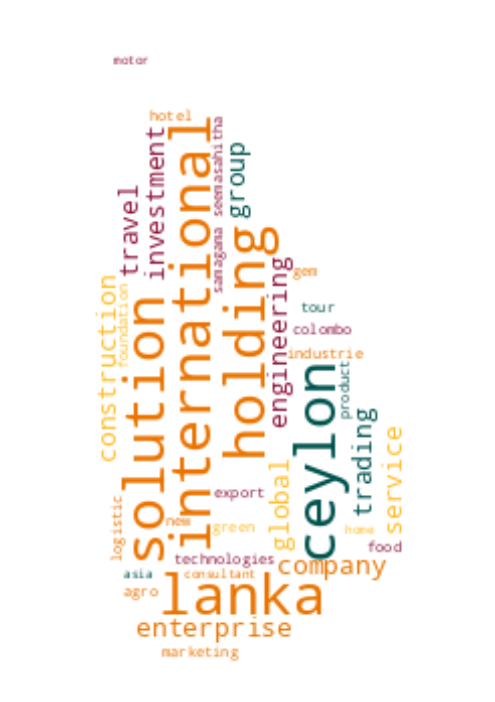 motor
hotel
international
investment
seemasahitha
samagama
group
travel
holding
engineering
gem
construction
foundation
solution
tour
colombo
industrie
product
ceylon
trading
service
global
export
new
green
logistic
home
food
technologies
company
asia
consultant
agro
lanka
enterprise
marketing